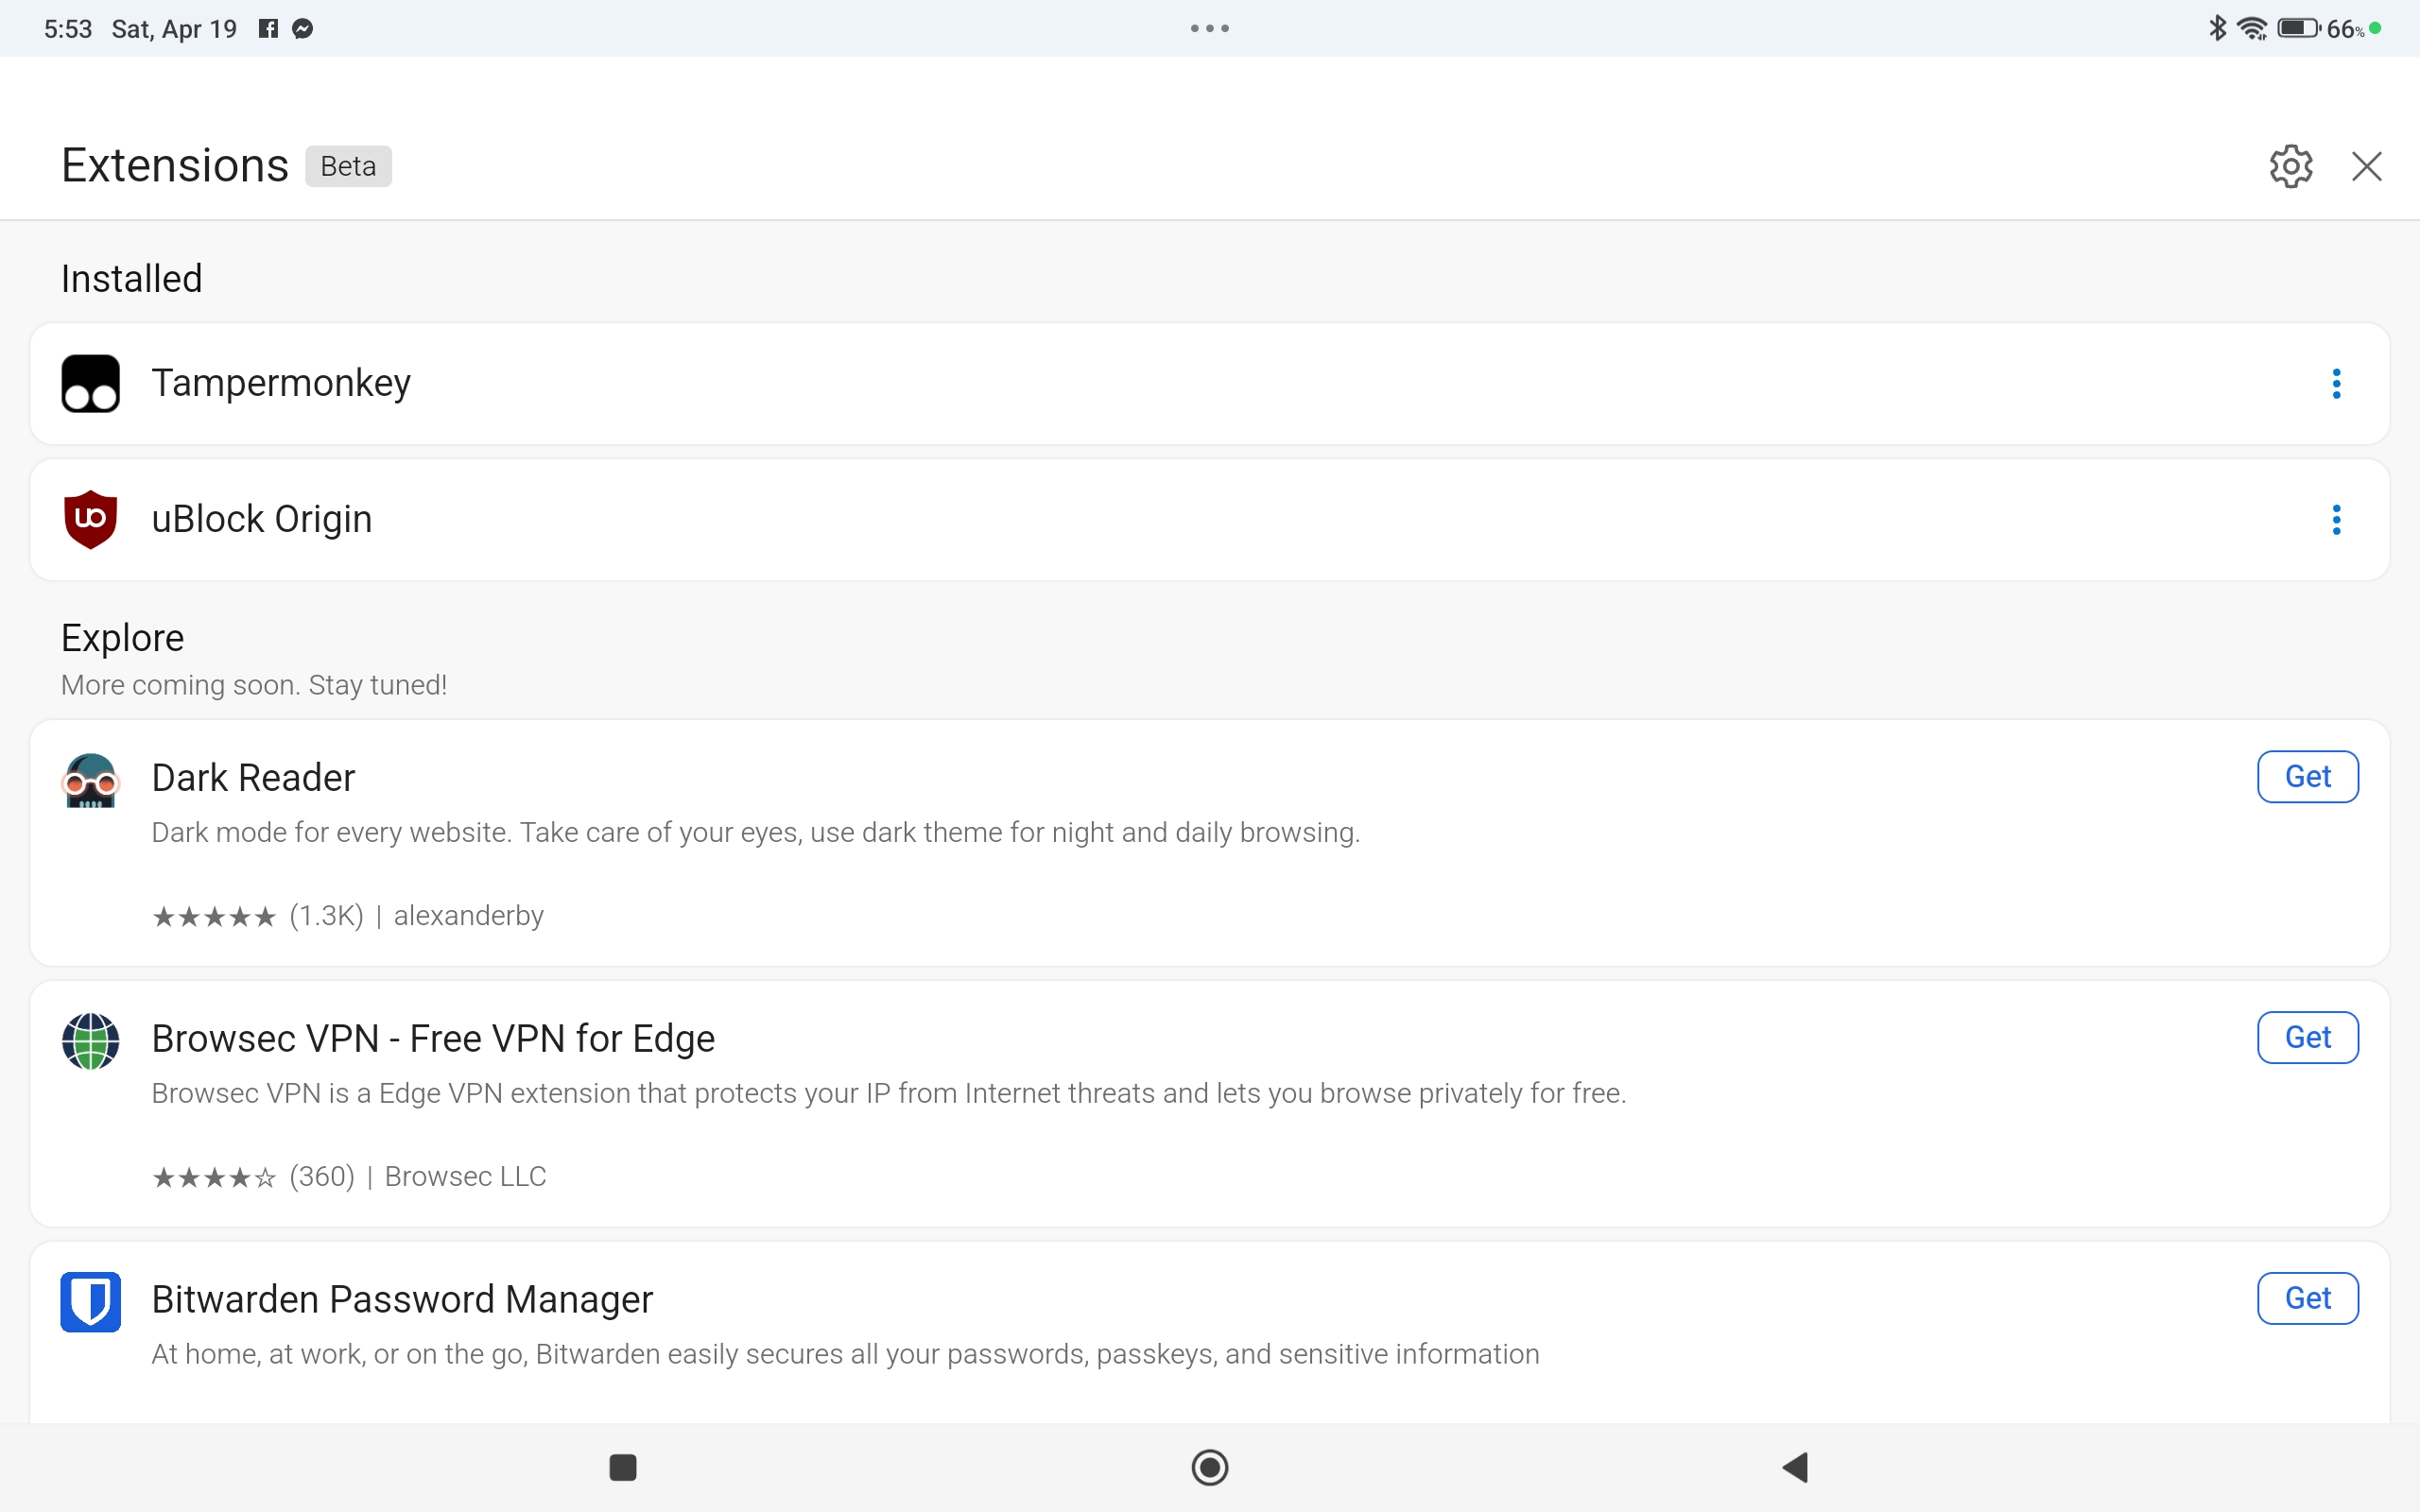 5:53 Sat, Apr 19 66%
Extensions Beta
Installed
Tampermonkey
uBlock Origin
Explore
More coming soon. Stay tuned!
Dark Reader Get
Dark mode for every website. Take care of your eyes, use dark theme for night and daily browsing.
★★★★★ (1.3K) | alexanderby
Browsec VPN - Free VPN for Edge Get
Browsec VPN is a Edge VPN extension that protects your IP from Internet threats and lets you browse privately for free.
★★★★☆ (360) | Browsec LLC
Bitwarden Password Manager Get
At home, at work, or on the go, Bitwarden easily secures all your passwords, passkeys, and sensitive information